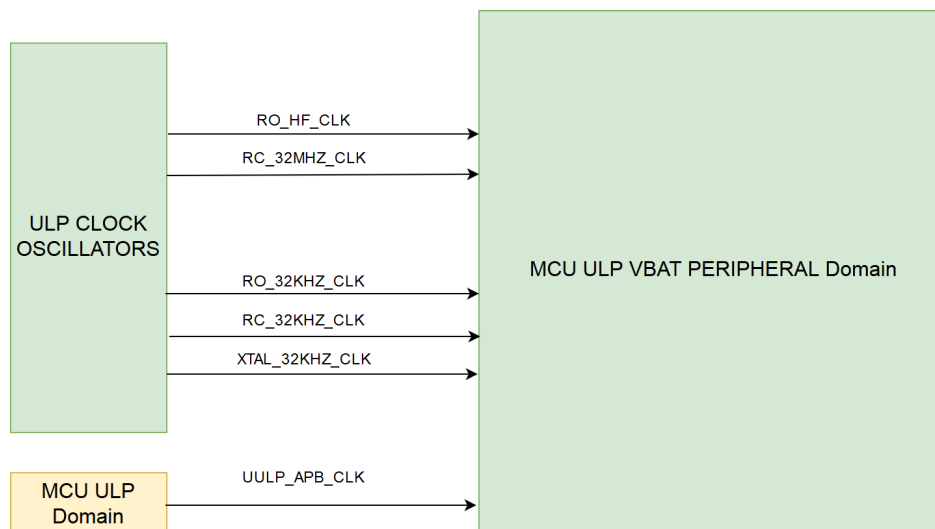 RO_HF_CLK
RC_32MHZ_CLK
ULP CLOCK
OSCILLATORS
RO_32KHZ_CLK
RC_32KHZ_CLK
XTAL_32KHZ_CLK
MCU ULP VBAT PERIPHERAL Domain
UULP_APB_CLK
MCU ULP
Domain